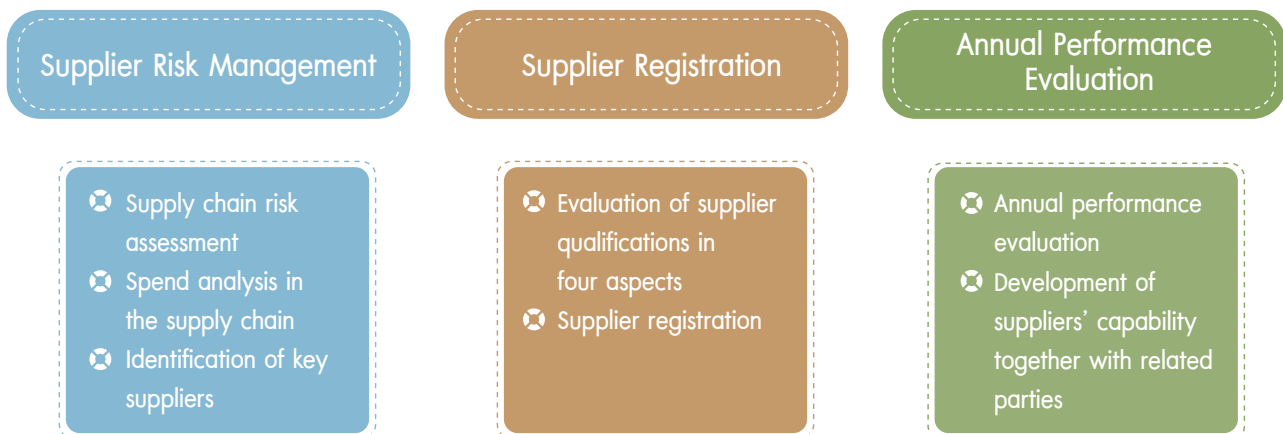 Supplier Risk Management
Supply chain risk
assessment
Spend analysis in
the supply chain
Identification of key
suppliers
Supplier Registration
Evaluation of supplier
qualifications in
four aspects
Supplier registration
Annual Performance
Evaluation
Annual performance
evaluation
Development of
suppliers’ capability
together with related
parties